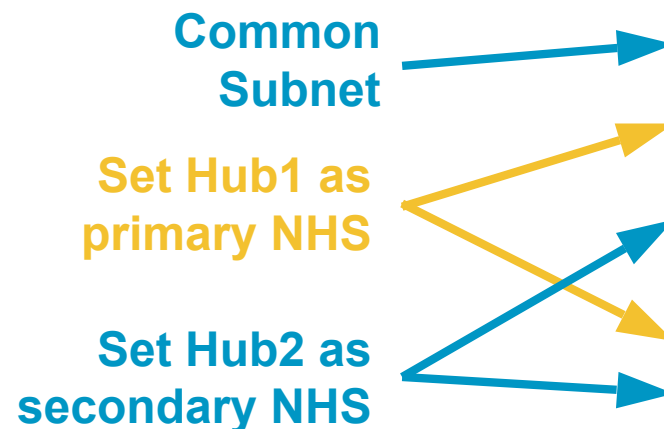 Common
Subnet
Set Hub1 as
primary NHS
Set Hub2 as
secondary NHS